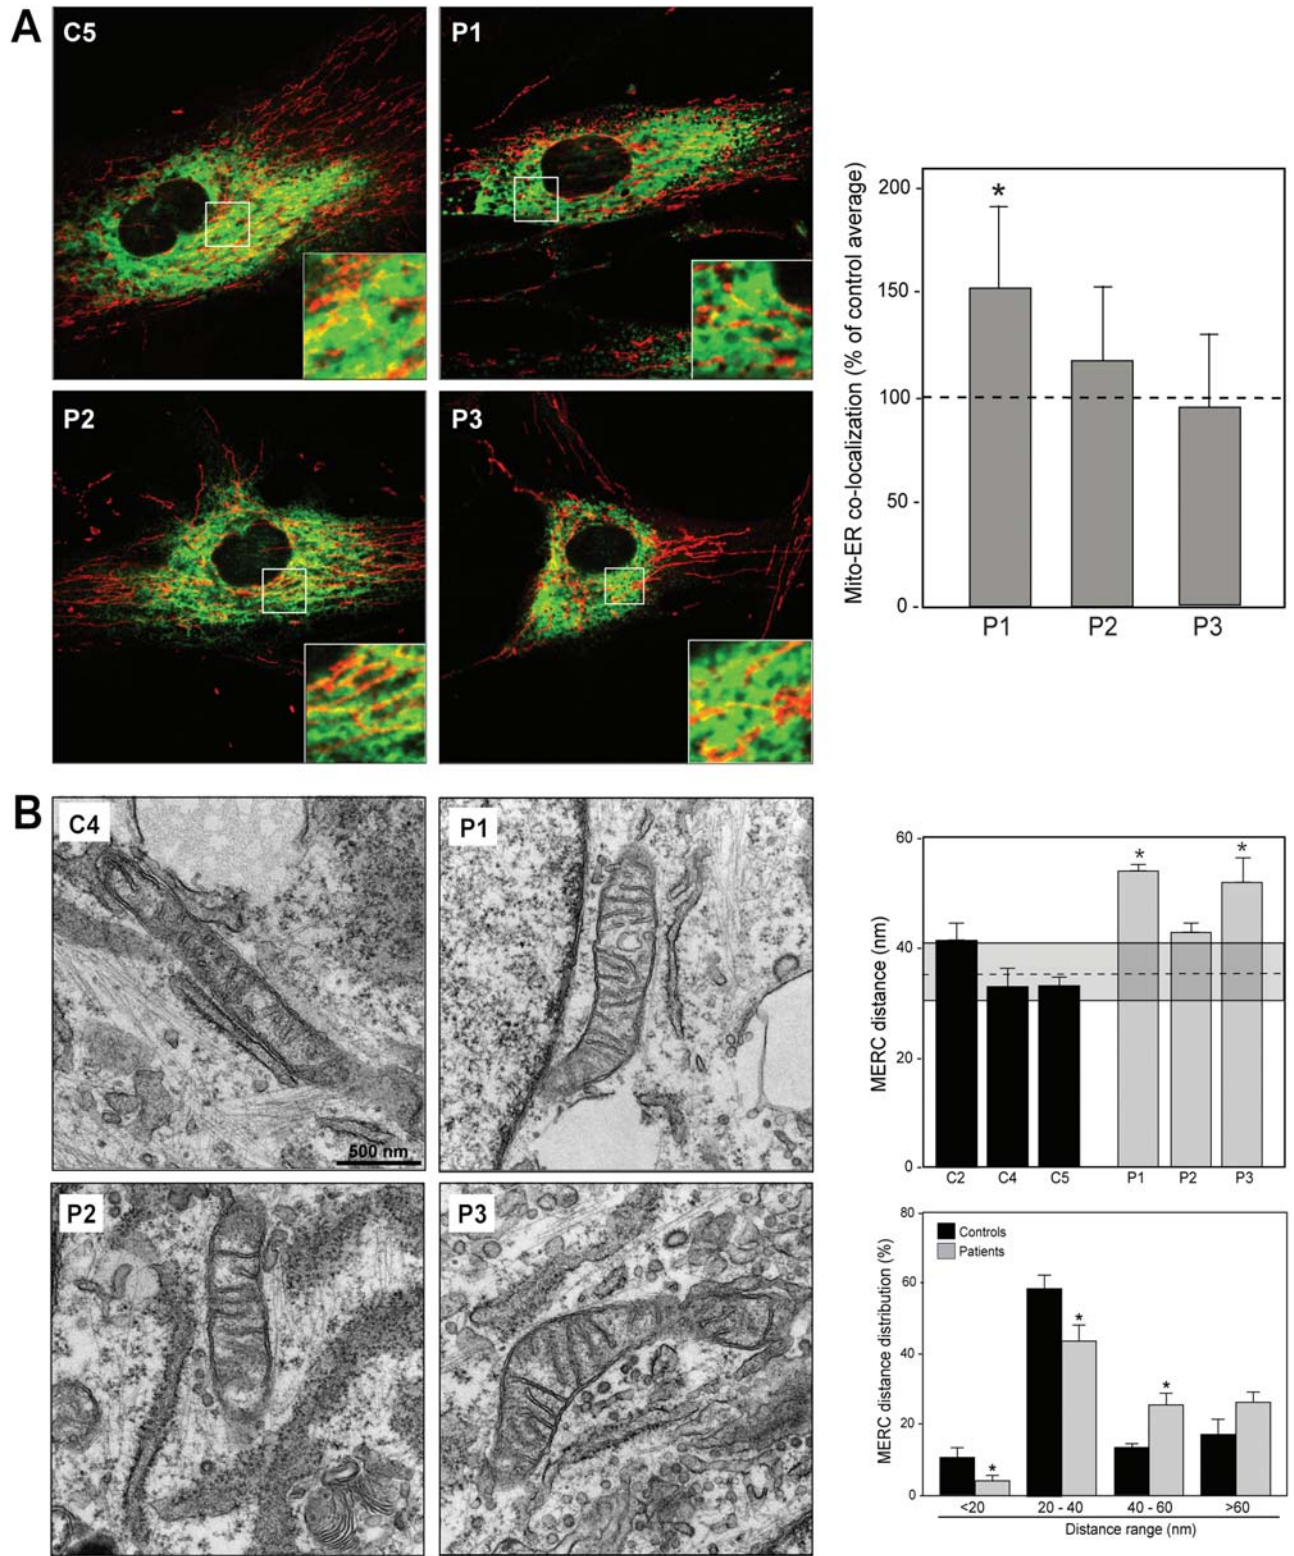 A
C5
P1
P2
P3
Mito-ER co-localization (% of control average)
200
150
100
50
0
*
P1 P2 P3
B
C4
500 nm
P1
P2
P3
MERC distance (nm)
60
40
20
0
* *
C2 C4 C5 P1 P2 P3
MERC distance distribution (%)
80
60
40
20
0
Controls
Patients
* * *
<20 20 - 40 40 - 60 >60
Distance range (nm)